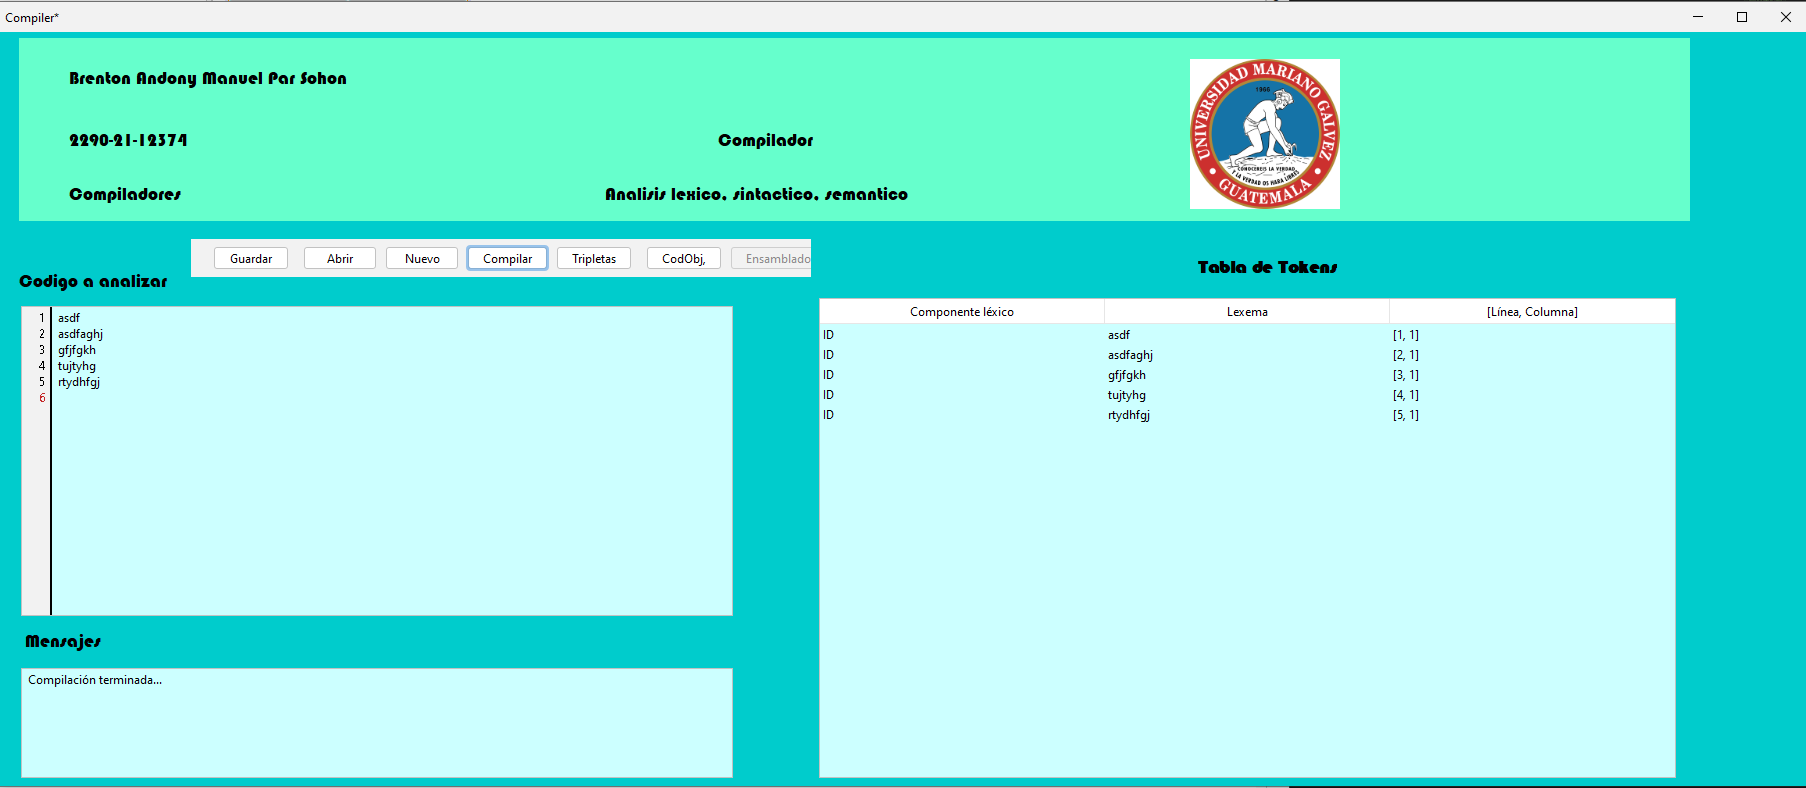 Compiler*
Brenton Andony Manuel Par Sohon
2290-21-12374
Compilador
Compiladores
Analisis lexico, sintactico, semantico
UNIVERSIDAD MARIANO GALVEZ
1966
CONOCEREIS LA VERDAD
Y LA VERDAD OS HARA LIBRES
GUATEMALA
Guardar
Abrir
Nuevo
Compilar
Tripletas
CodObj,
Ensamblado
Codigo a analizar
1 asdf
2 asdfaghj
3 gfjfgkh
4 tujtyhg
5 rtydhfgj
6
Mensajes
Compilación terminada...
Tabla de Tokens
Componente léxico Lexema [Línea, Columna]
ID asdf [1, 1]
ID asdfaghj [2, 1]
ID gfjfgkh [3, 1]
ID tujtyhg [4, 1]
ID rtydhfgj [5, 1]